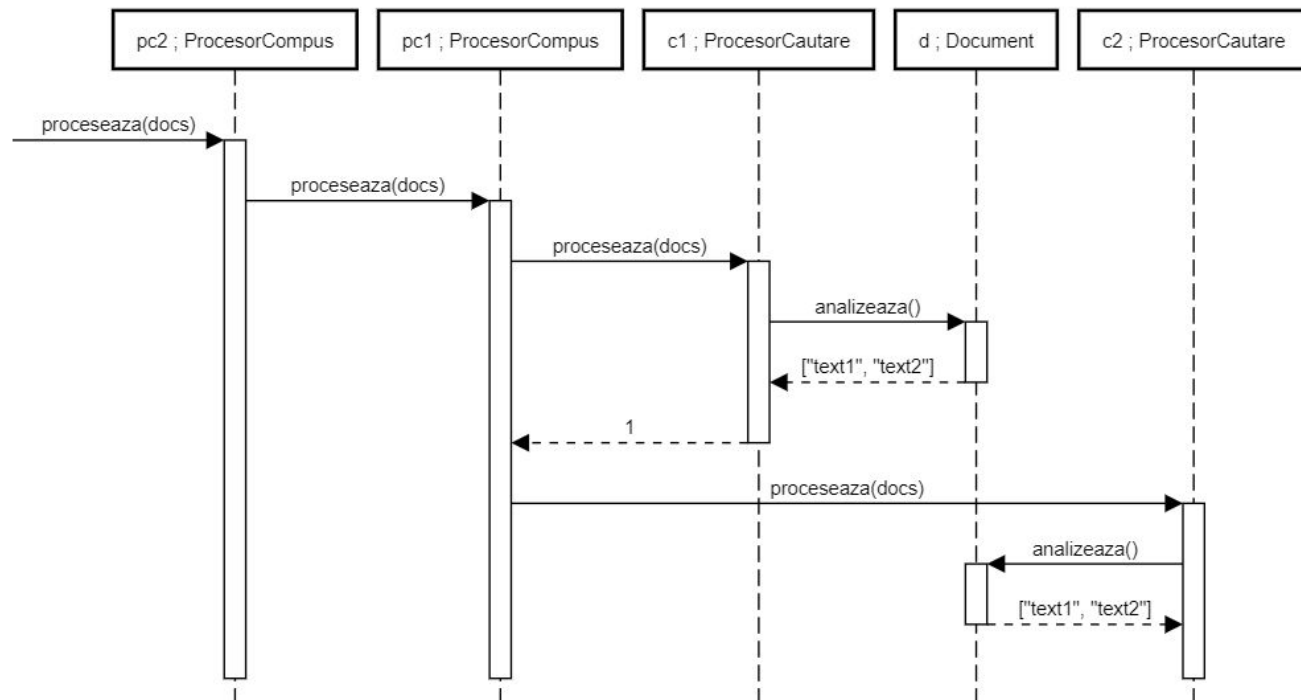 pc2 ; ProcesorCompus
pc1 ; ProcesorCompus
c1 ; ProcesorCautare
d ; Document
c2 ; ProcesorCautare
proceseaza(docs)
proceseaza(docs)
proceseaza(docs)
analizeaza()
["text1", "text2"]
1
proceseaza(docs)
analizeaza()
["text1", "text2"]